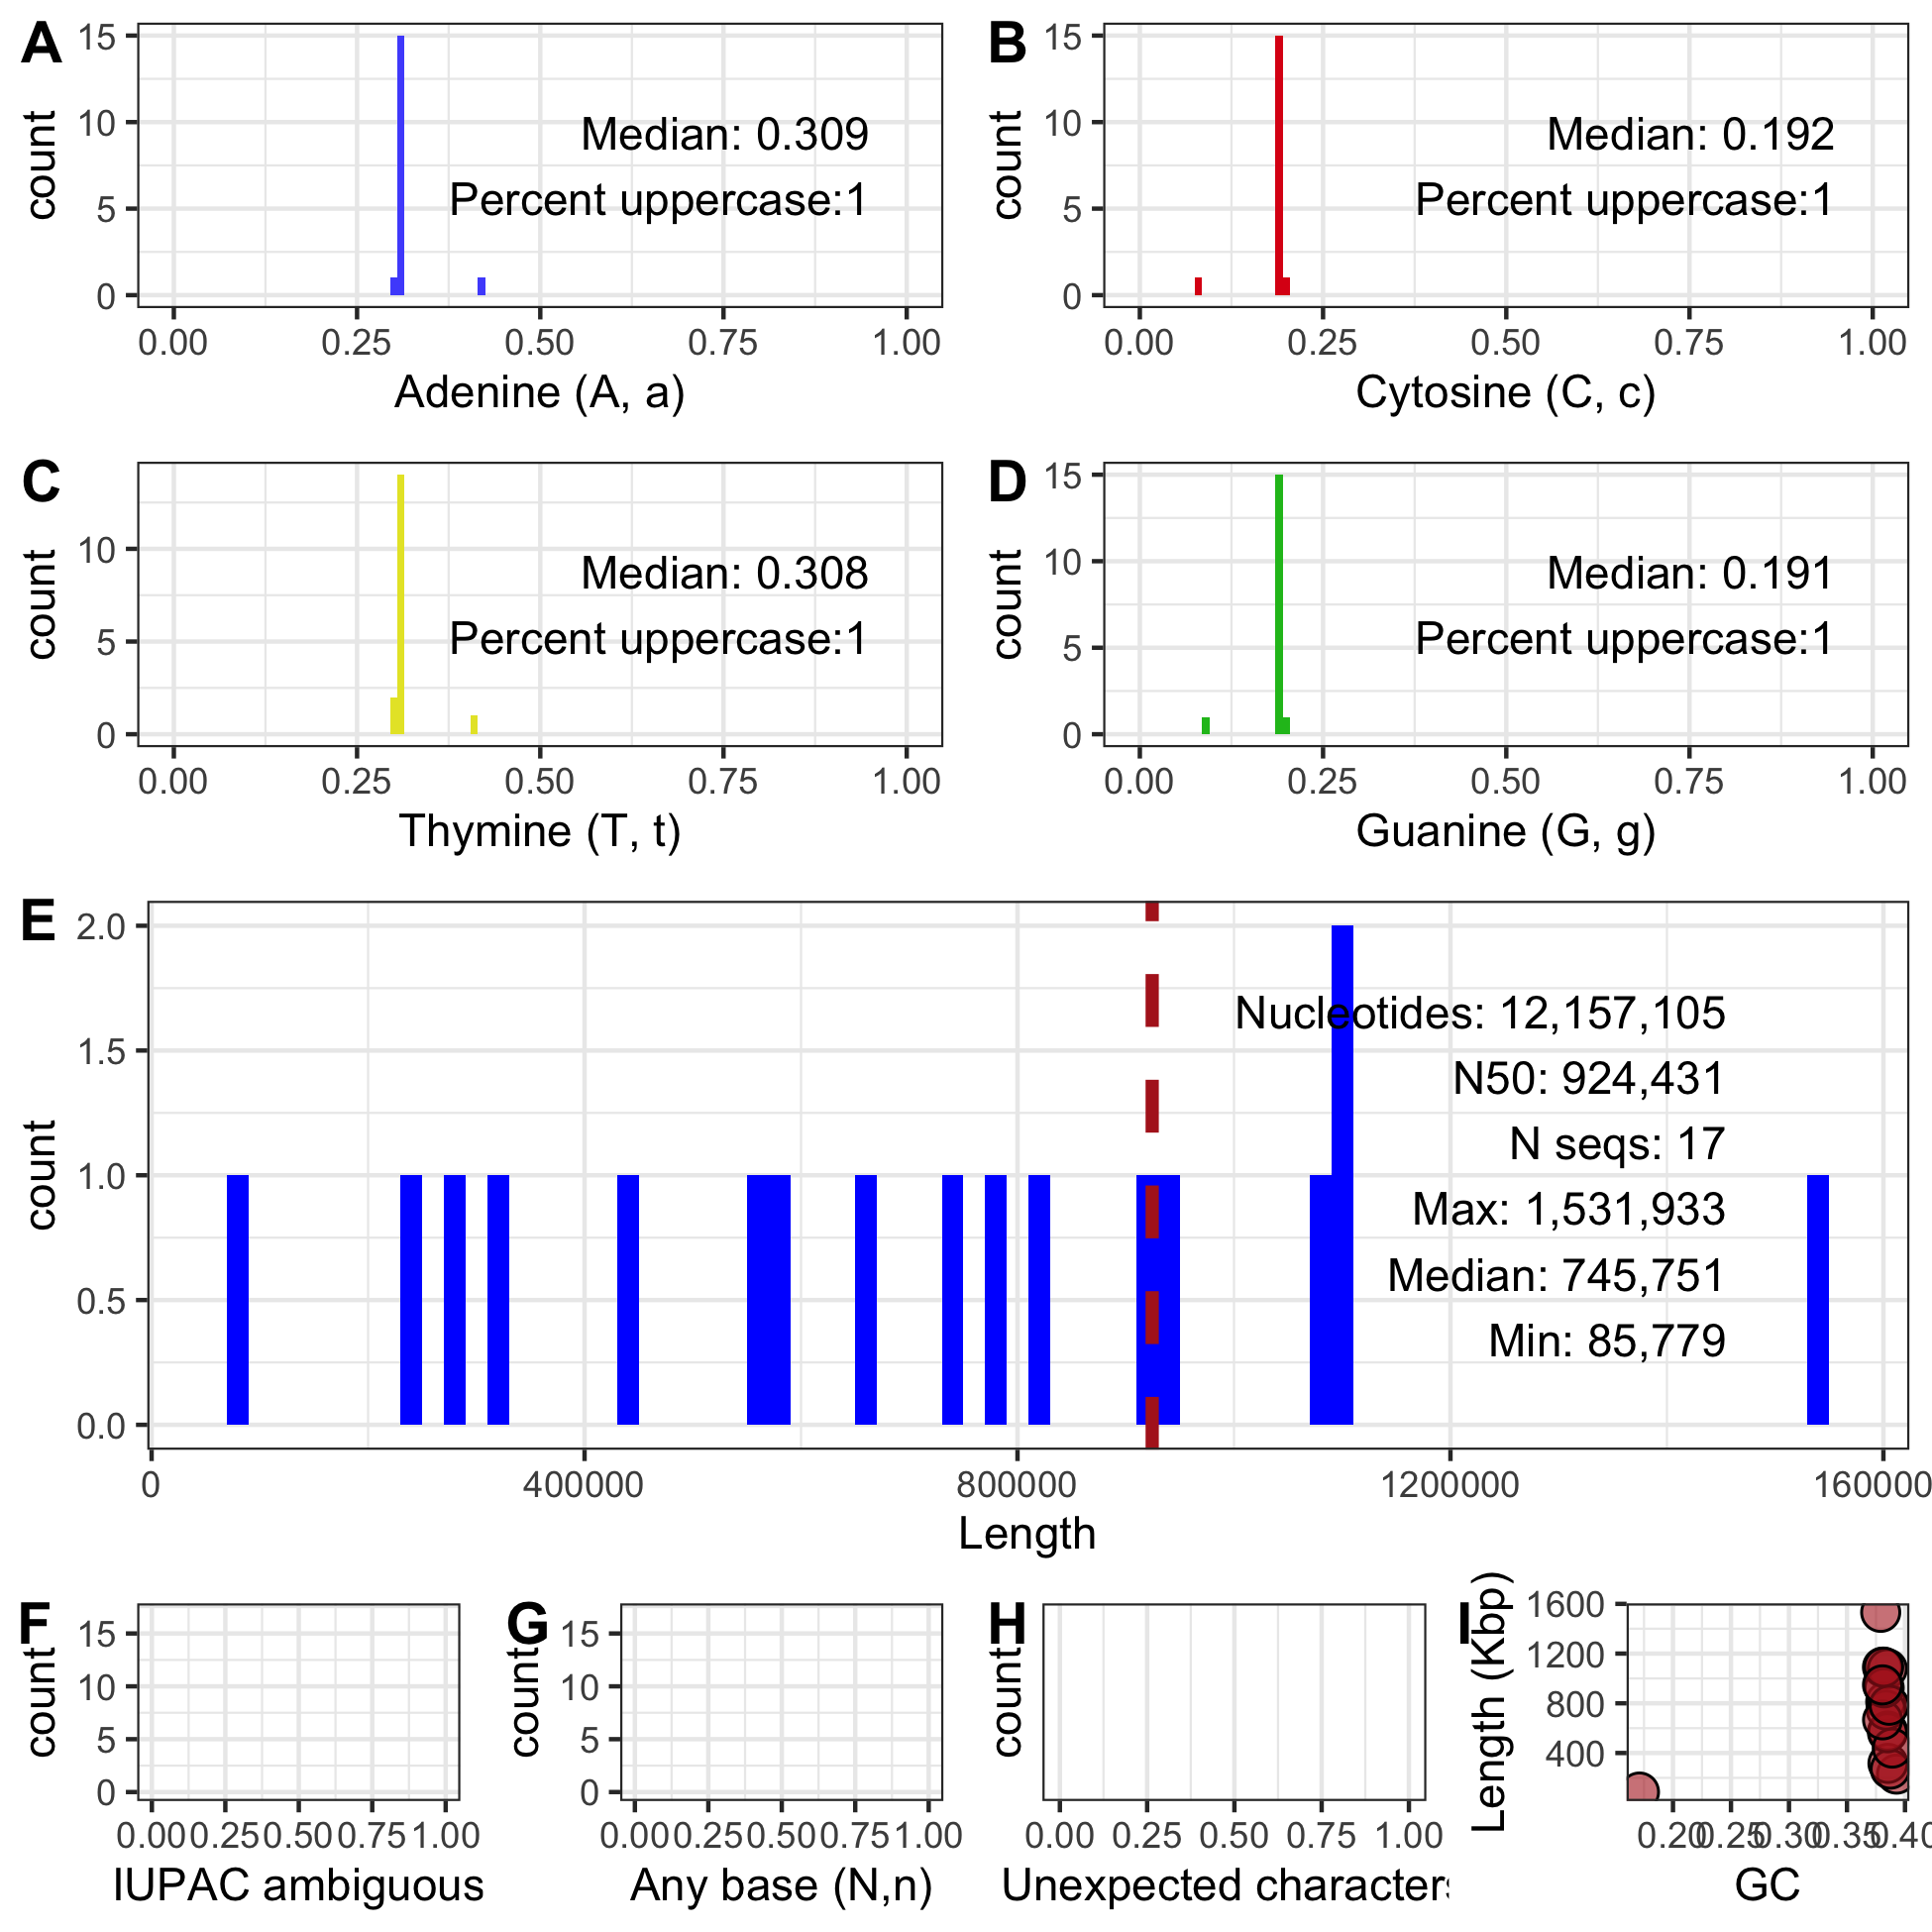 A
count
15
10
5
0
Median: 0.309
Percent uppercase:1
0.00 0.25 0.50 0.75 1.00
Adenine (A, a)
B
count
15
10
5
0
Median: 0.192
Percent uppercase:1
0.00 0.25 0.50 0.75 1.00
Cytosine (C, c)
C
count
10
5
0
Median: 0.308
Percent uppercase:1
0.00 0.25 0.50 0.75 1.00
Thymine (T, t)
D
count
15
10
5
0
Median: 0.191
Percent uppercase:1
0.00 0.25 0.50 0.75 1.00
Guanine (G, g)
E
count
2.0
1.5
1.0
0.5
0.0
Nucleotides: 12,157,105
N50: 924,431
N seqs: 17
Max: 1,531,933
Median: 745,751
Min: 85,779
0 400000 800000 1200000 160000
Length
F
count
15
10
5
0
0.00 0.25 0.50 0.75 1.00
IUPAC ambiguous
G
count
15
10
5
0
0.00 0.25 0.50 0.75 1.00
Any base (N,n)
H
count
0.00 0.25 0.50 0.75 1.00
Unexpected characters
I
Length (Kbp)
1600
1200
800
400
0.20 0.25 0.30 0.35 0.40
GC